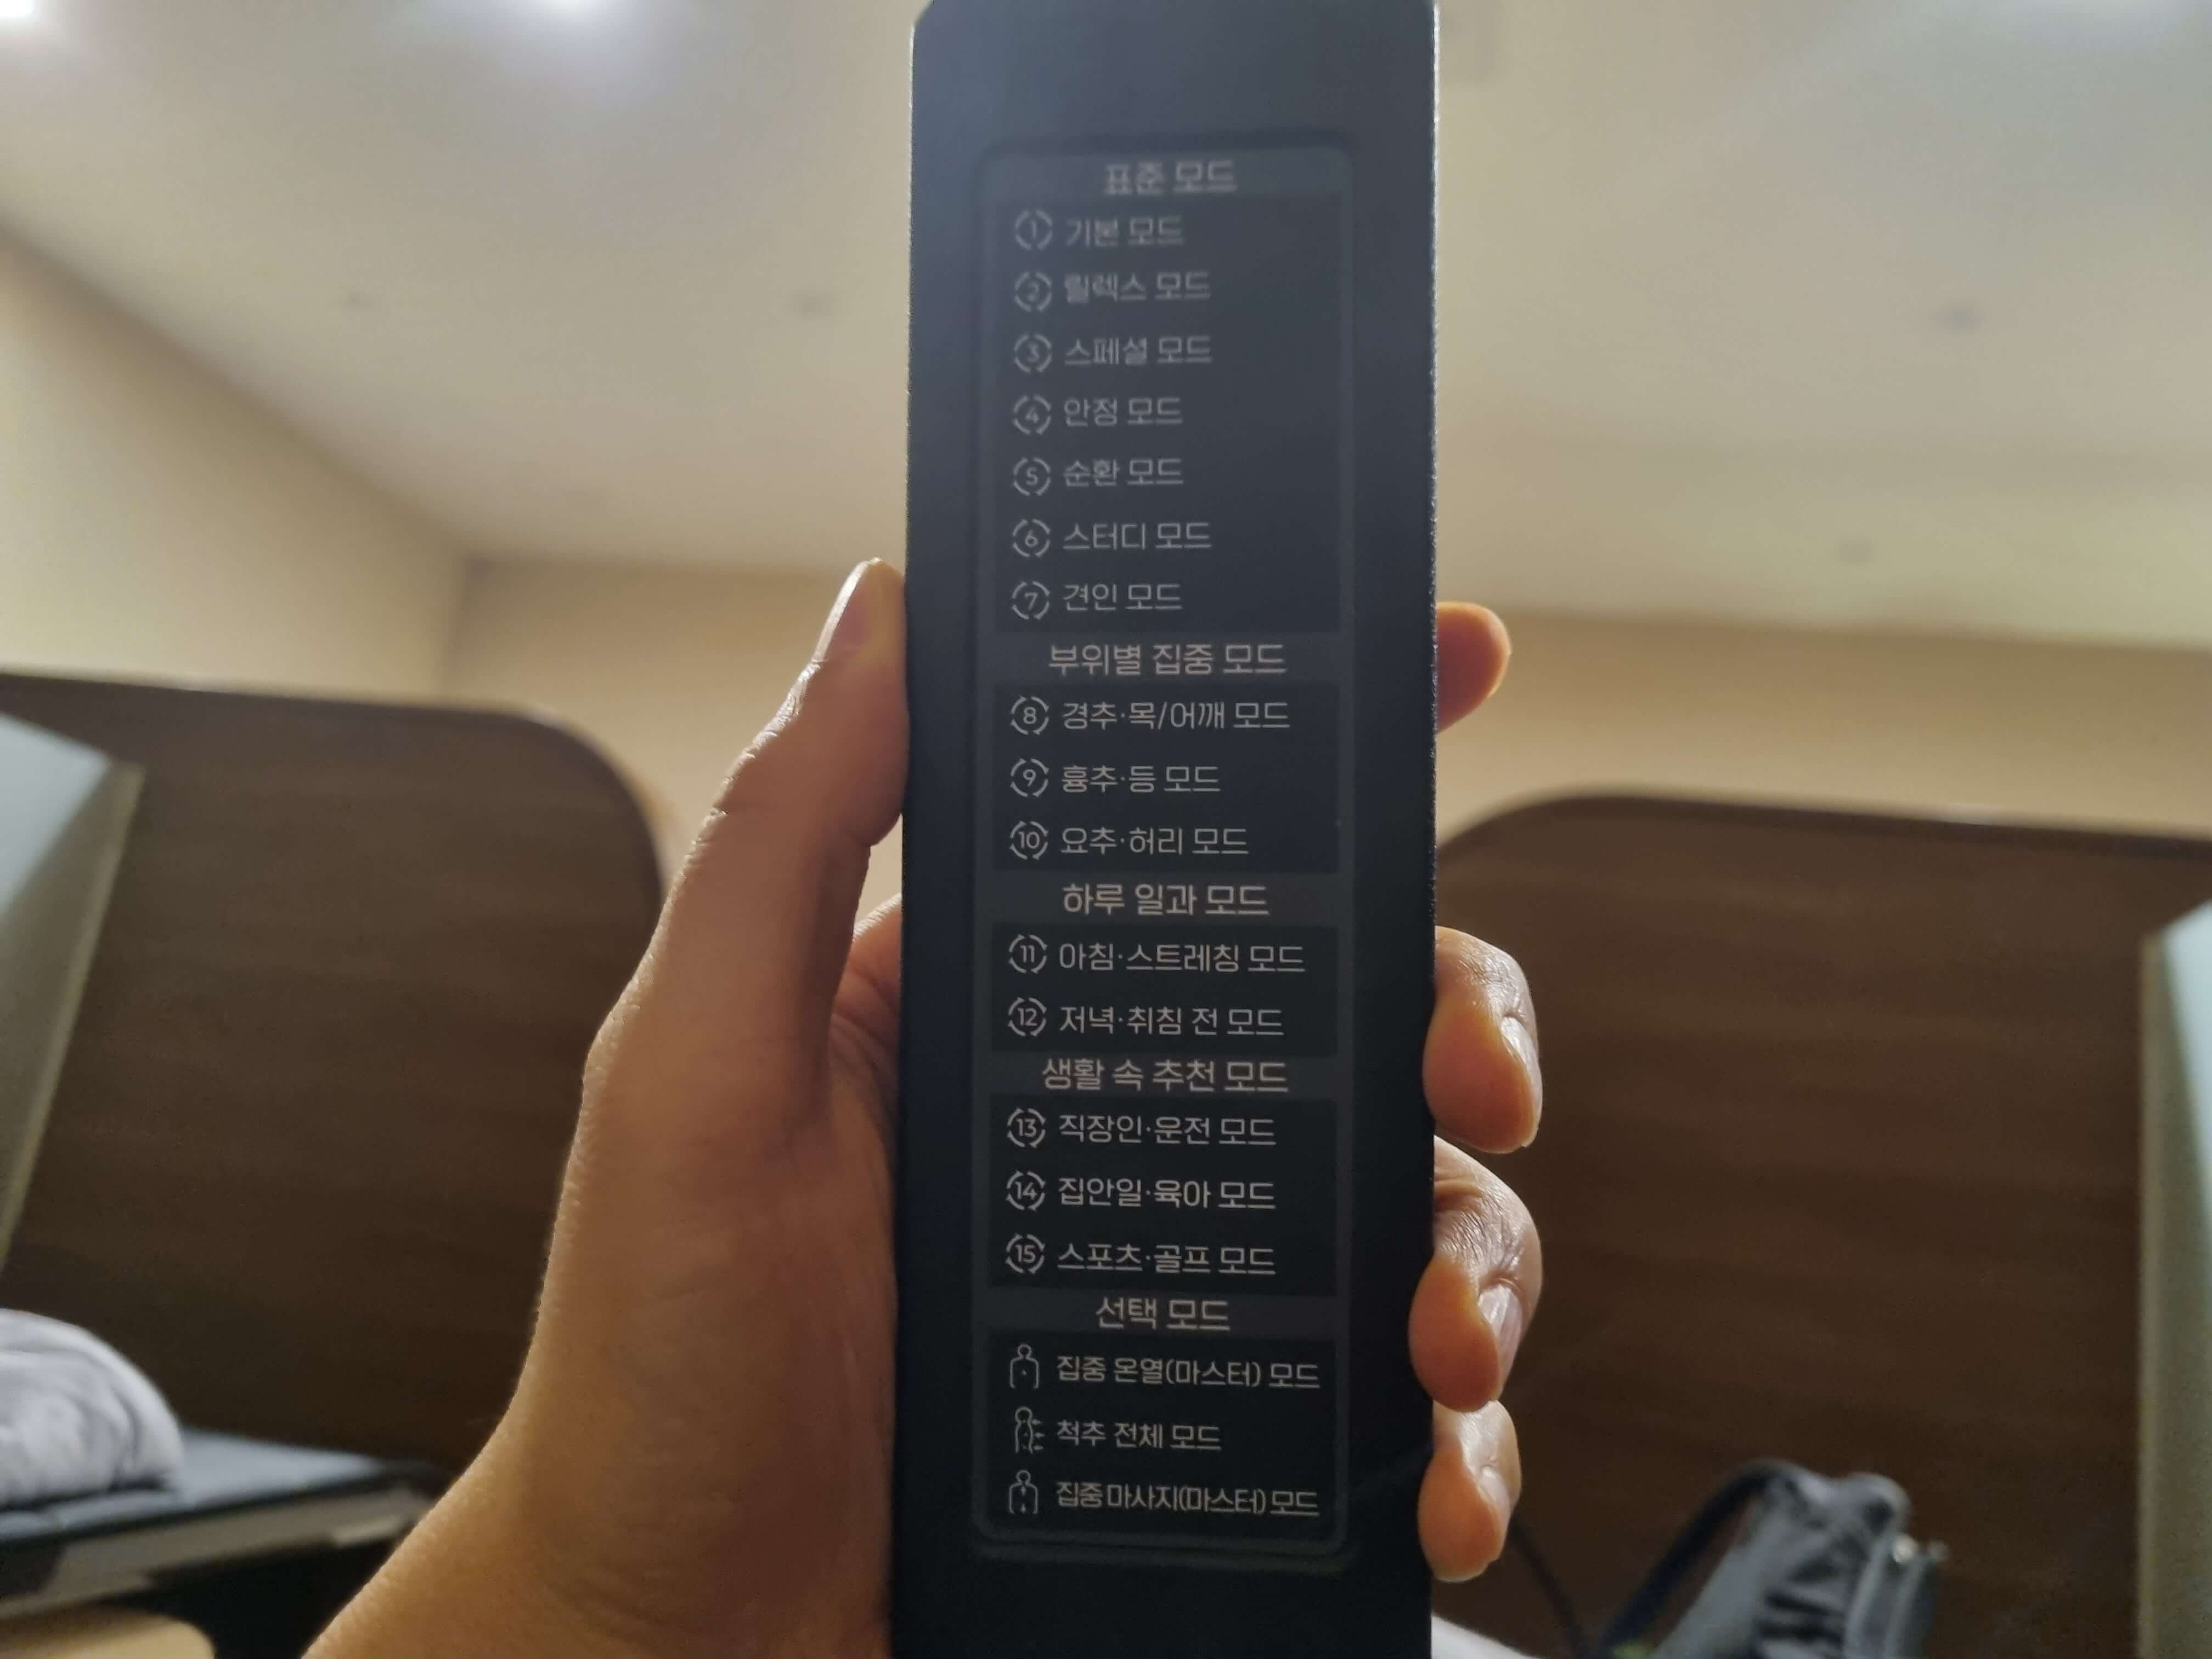 표준 모드
1 기본 모드
2 릴렉스 모드
3 스페셜 모드
4 안정 모드
5 순환 모드
6 스터디 모드
7 견인 모드
부위별 집중 모드
8 경추·목/어깨 모드
9 흉추·등 모드
10 요추·허리 모드
하루 일과 모드
11 아침·스트레칭 모드
12 저녁·취침 전 모드
생활 속 추천 모드
13 직장인·운전 모드
14 집안일·육아 모드
15 스포츠·골프 모드
선택 모드
집중 온열(마스터) 모드
척추 전체 모드
집중 마사지(마스터) 모드